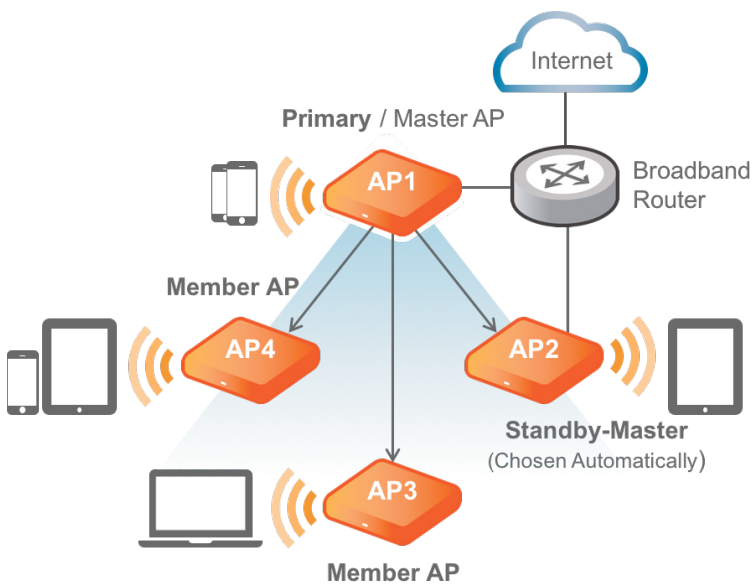 Internet
Primary / Master AP
AP1
Broadband
Router
Member AP
AP4
AP2
Standby-Master
(Chosen Automatically)
AP3
Member AP